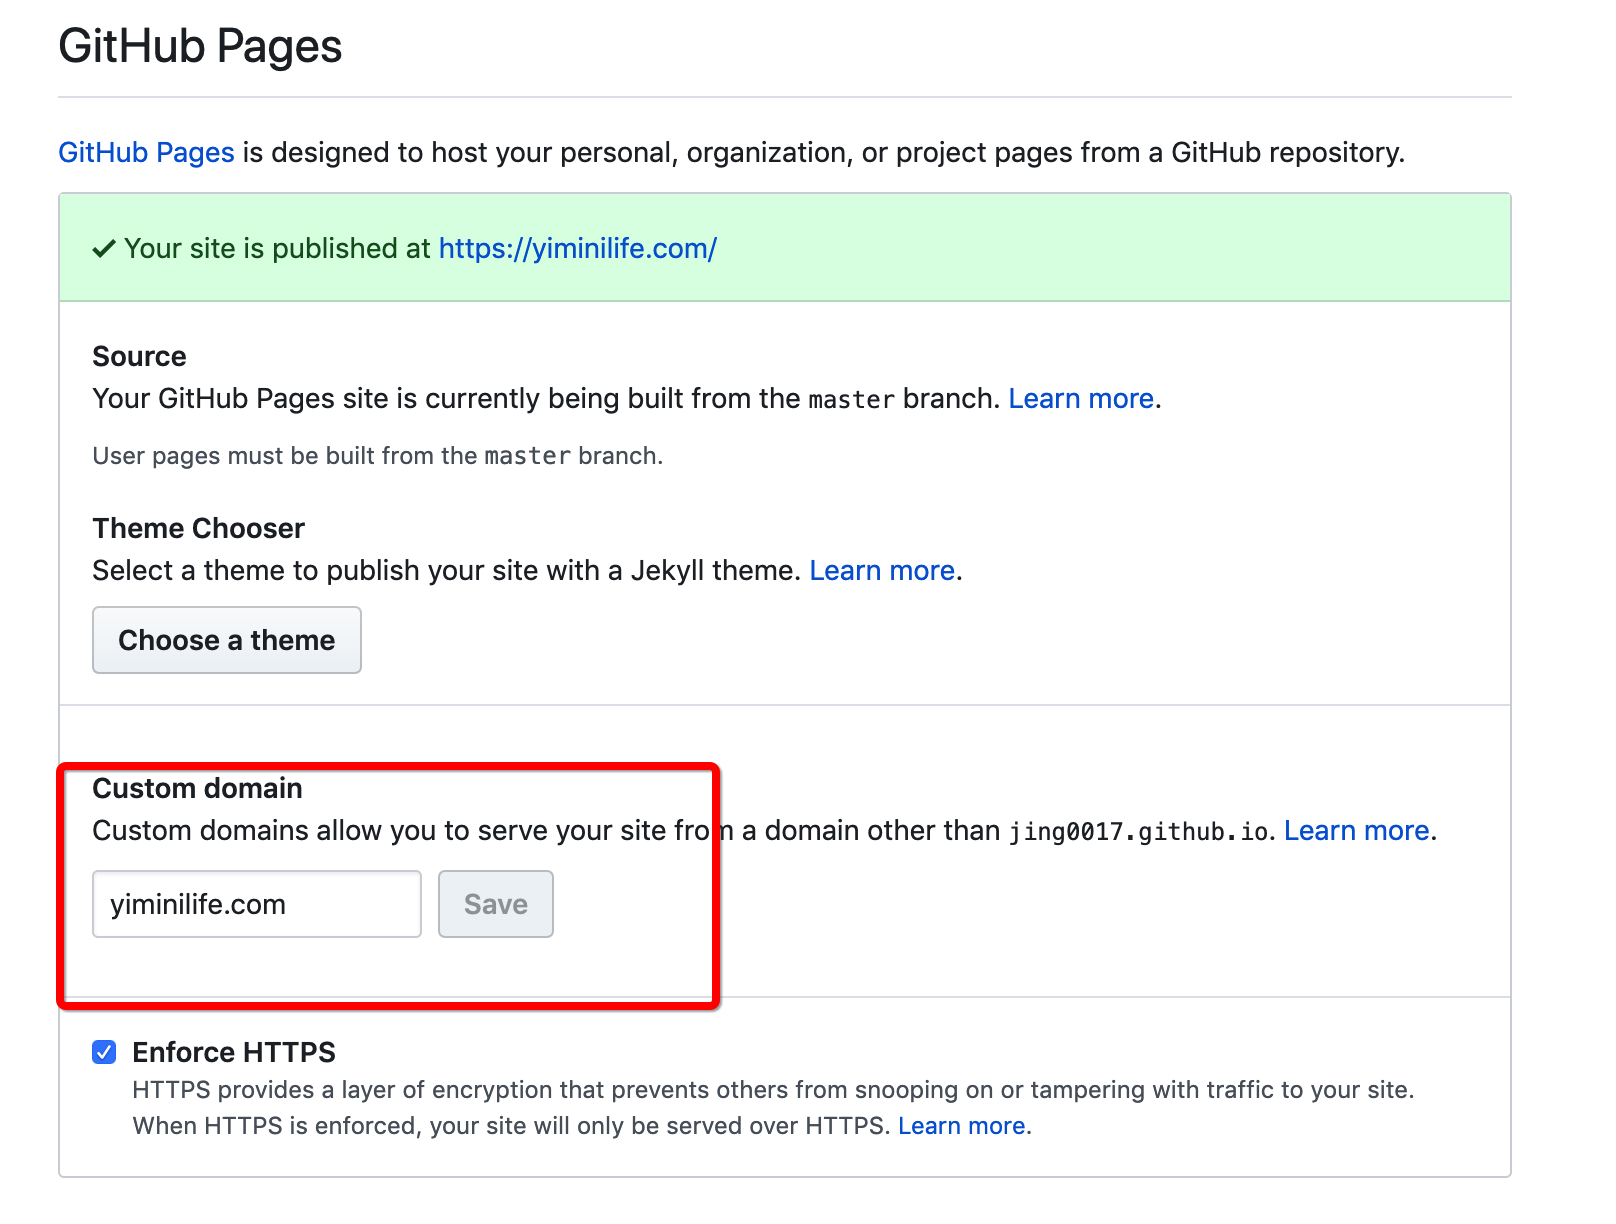 GitHub Pages
GitHub Pages is designed to host your personal, organization, or project pages from a GitHub repository.
✓ Your site is published at https://yiminilife.com/
Source
Your GitHub Pages site is currently being built from the master branch. Learn more.
User pages must be built from the master branch.
Theme Chooser
Select a theme to publish your site with a Jekyll theme. Learn more.
Choose a theme
Custom domain
Custom domains allow you to serve your site from a domain other than jing0017.github.io. Learn more.
yiminilife.com Save
Enforce HTTPS
HTTPS provides a layer of encryption that prevents others from snooping on or tampering with traffic to your site.
When HTTPS is enforced, your site will only be served over HTTPS. Learn more.